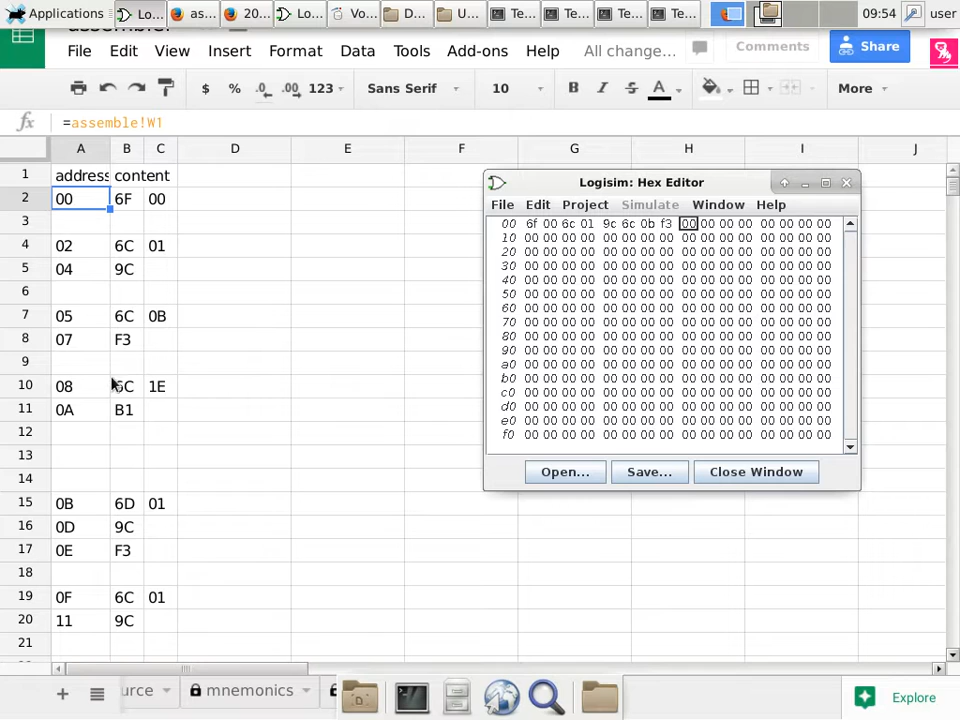 Applications Lo... as... 20... Lo... Vo... D... U... Te... Te... Te... Te... 09:54 user
File Edit View Insert Format Data Tools Add-ons Help All change... Comments Share
$ % .0 .00 123 Sans Serif 10 B I S A More
fx =assemble!W1
A B C D E F G H I J
1 address content
2 00 6F 00
3
4 02 6C 01
5 04 9C
6
7 05 6C 0B
8 07 F3
9
10 08 6C 1E
11 0A B1
12
13
14
15 0B 6D 01
16 0D 9C
17 0E F3
18
19 0F 6C 01
20 11 9C
21
Logisim: Hex Editor
File Edit Project Simulate Window Help
00 6f 00 6c 01 9c 6c 0b f3 00 00 00 00 00 00 00 00
10 00 00 00 00 00 00 00 00 00 00 00 00 00 00 00 00
20 00 00 00 00 00 00 00 00 00 00 00 00 00 00 00 00
30 00 00 00 00 00 00 00 00 00 00 00 00 00 00 00 00
40 00 00 00 00 00 00 00 00 00 00 00 00 00 00 00 00
50 00 00 00 00 00 00 00 00 00 00 00 00 00 00 00 00
60 00 00 00 00 00 00 00 00 00 00 00 00 00 00 00 00
70 00 00 00 00 00 00 00 00 00 00 00 00 00 00 00 00
80 00 00 00 00 00 00 00 00 00 00 00 00 00 00 00 00
90 00 00 00 00 00 00 00 00 00 00 00 00 00 00 00 00
a0 00 00 00 00 00 00 00 00 00 00 00 00 00 00 00 00
b0 00 00 00 00 00 00 00 00 00 00 00 00 00 00 00 00
c0 00 00 00 00 00 00 00 00 00 00 00 00 00 00 00 00
d0 00 00 00 00 00 00 00 00 00 00 00 00 00 00 00 00
e0 00 00 00 00 00 00 00 00 00 00 00 00 00 00 00 00
f0 00 00 00 00 00 00 00 00 00 00 00 00 00 00 00 00
Open... Save... Close Window
urce mnemonics Explore